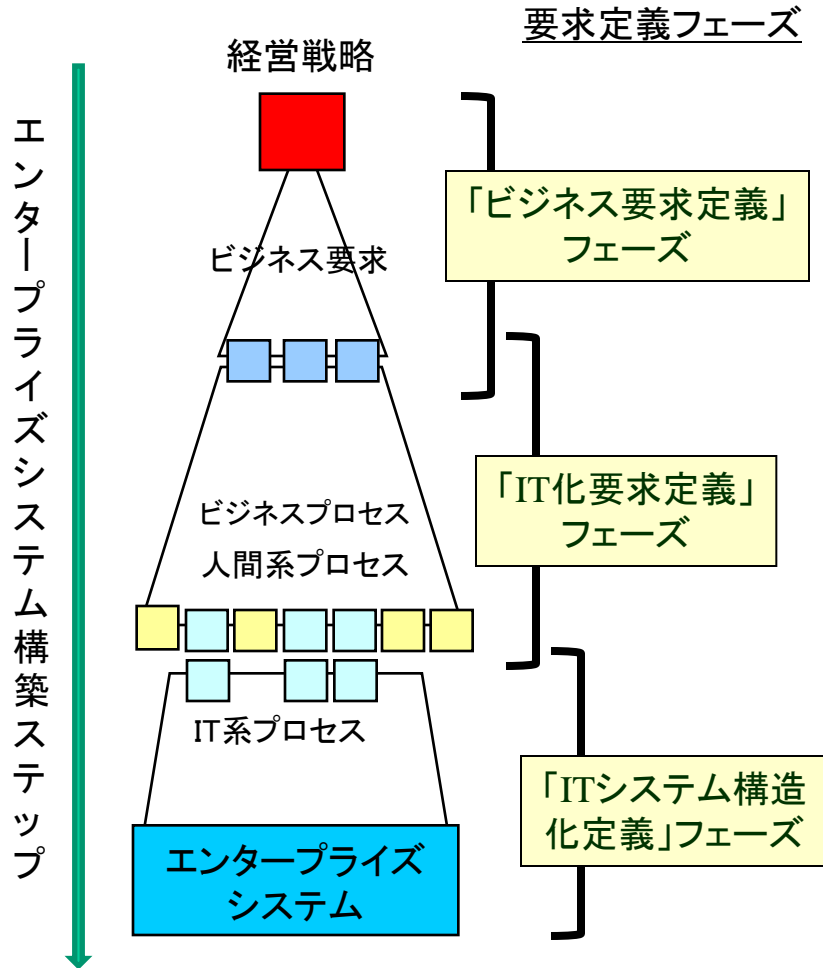 要求定義フェーズ
経営戦略
エンタープライズシステム構築ステップ
「ビジネス要求定義」
フェーズ
ビジネス要求
「IT化要求定義」
フェーズ
ビジネスプロセス
人間系プロセス
IT系プロセス
「ITシステム構造
化定義」フェーズ
エンタープライズ
システム